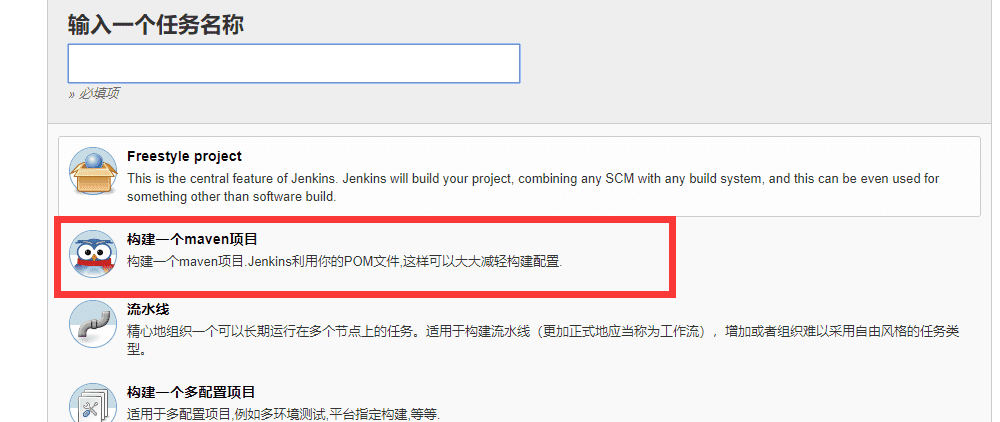 输入一个任务名称
» 必填项
Freestyle project
This is the central feature of Jenkins. Jenkins will build your project, combining any SCM with any build system, and this can be even used for
something other than software build.
构建一个maven项目
构建一个maven项目.Jenkins利用你的POM文件,这样可以大大减轻构建配置.
流水线
精心地组织一个可以长期运行在多个节点上的任务。适用于构建流水线（更加正式地应当称为工作流），增加或者组织难以采用自由风格的任务类
型。
构建一个多配置项目
适用于多配置项目,例如多环境测试,平台指定构建,等等.